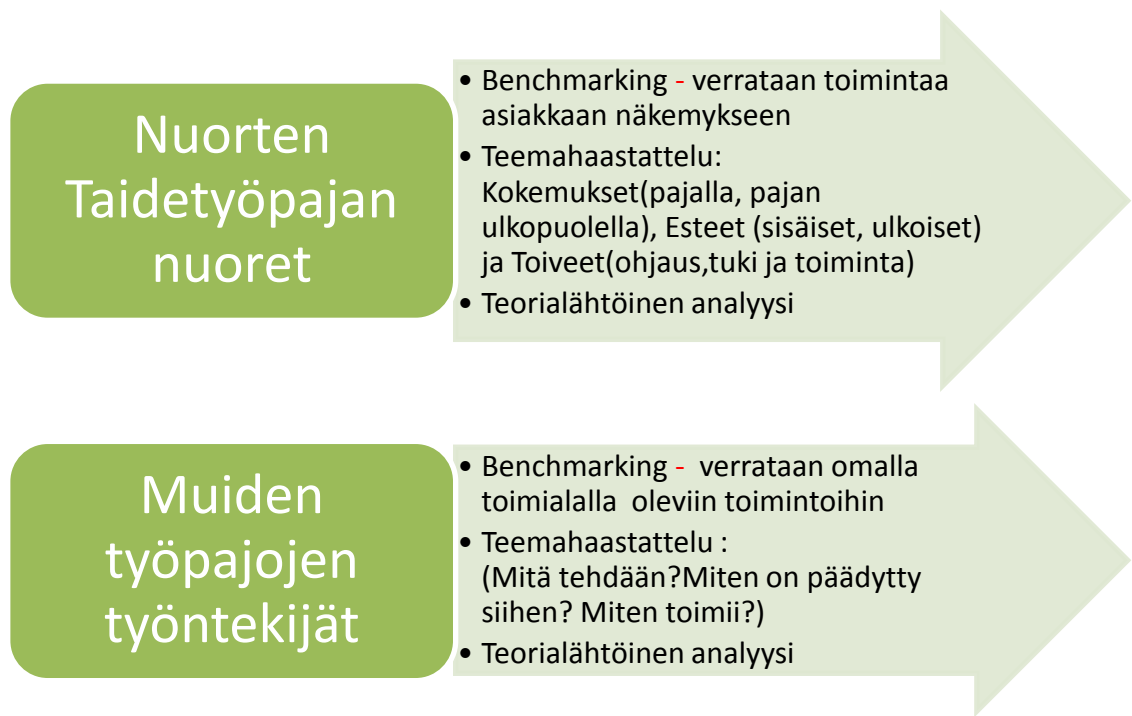 Nuorten
Taidetyöpajan
nuoret
• Benchmarking - verrataan toimintaa
asiakkaan näkemykseen
• Teemahaastattelu:
Kokemukset(pajalla, pajan
ulkopuolella), Esteet (sisäiset, ulkoiset)
ja Toiveet(ohjaus,tuki ja toiminta)
• Teorialähtöinen analyysi
Muiden
työpajojen
työntekijät
• Benchmarking - verrataan omalla
toimialalla oleviin toimintoihin
• Teemahaastattelu :
(Mitä tehdään?Miten on päädytty
siihen? Miten toimii?)
• Teorialähtöinen analyysi